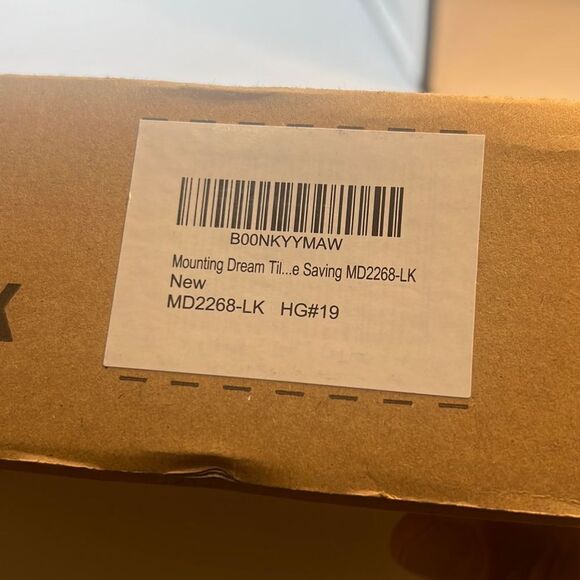 B00NKYYMAW
Mounting Dream Til...e Saving MD2268-LK
New
MD2268-LK HG#19
X